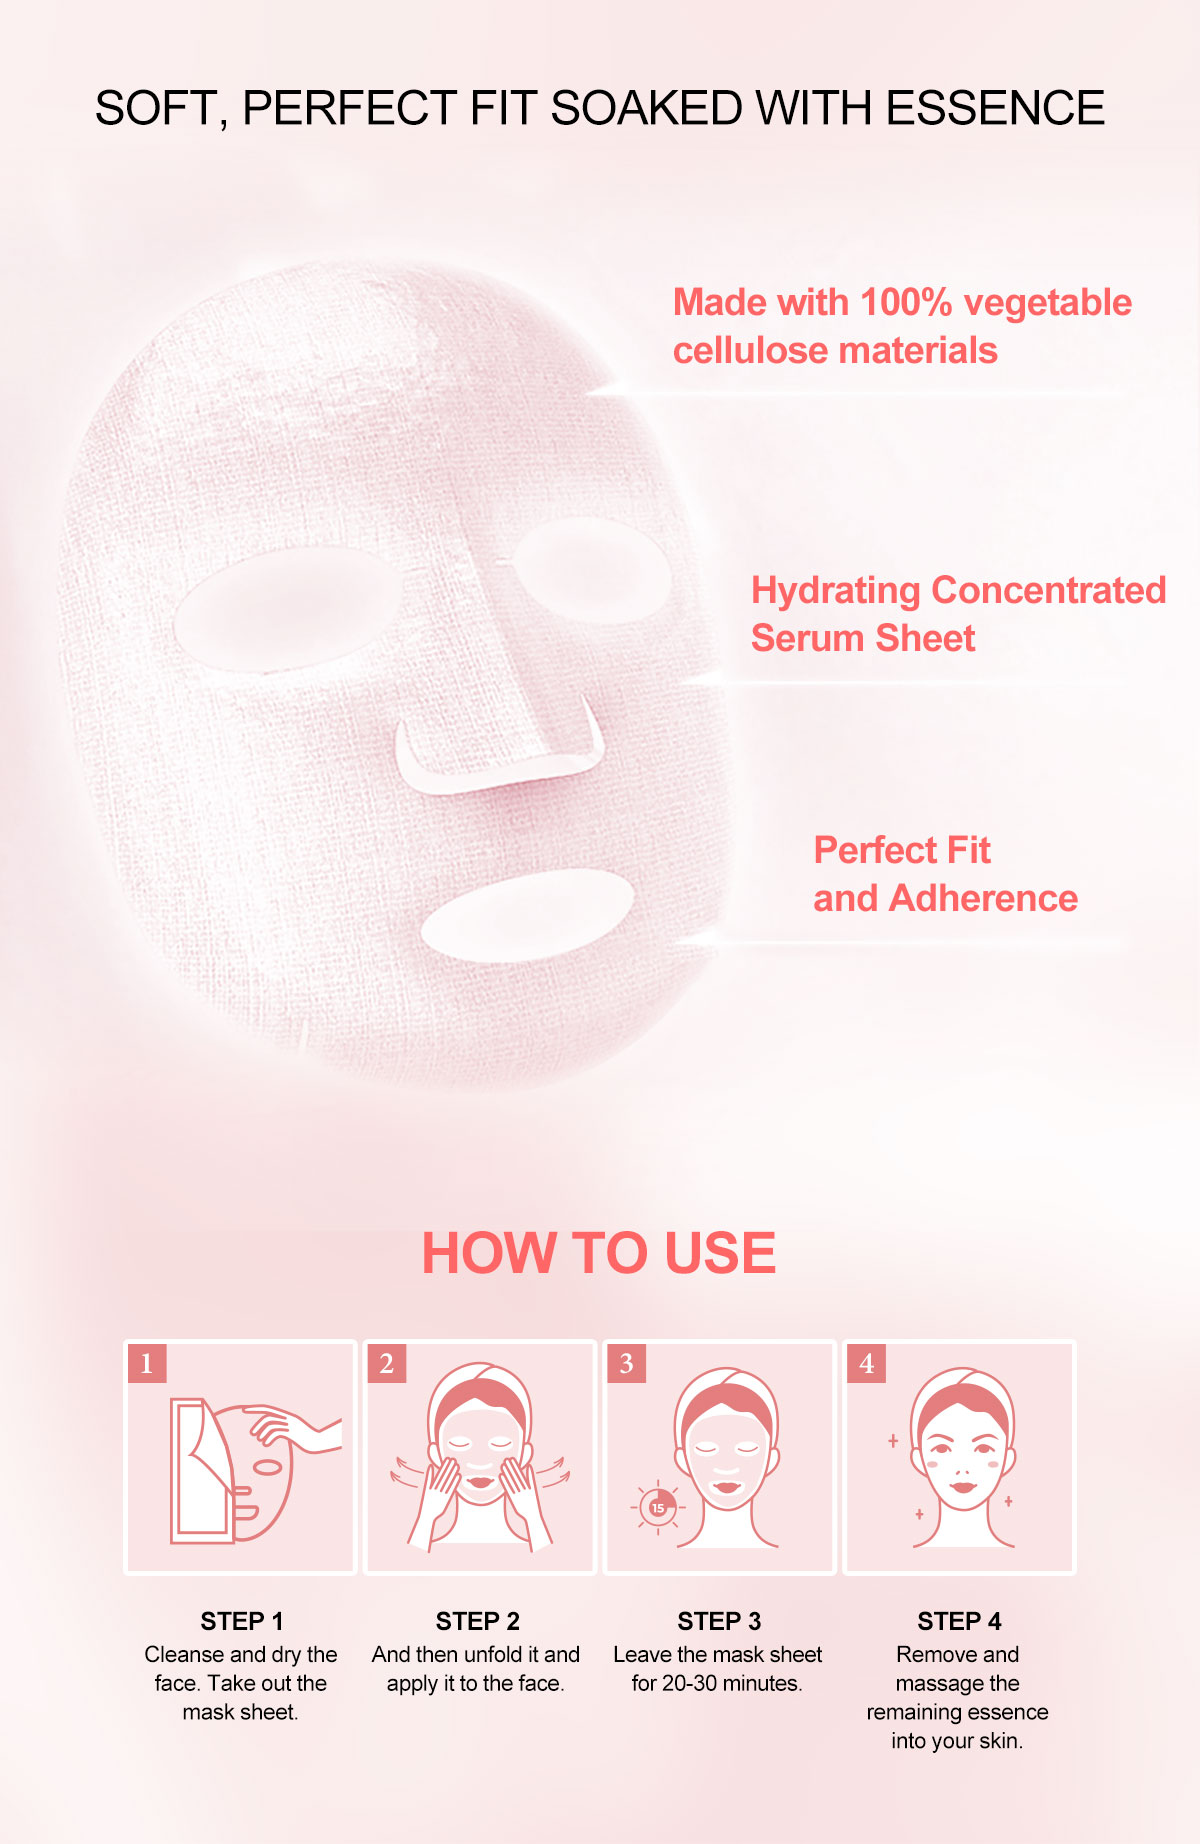 SOFT, PERFECT FIT SOAKED WITH ESSENCE
Made with 100% vegetable
cellulose materials
Hydrating Concentrated
Serum Sheet
Perfect Fit
and Adherence
HOW TO USE
1
2
3
4
15
STEP 1
Cleanse and dry the
face. Take out the
mask sheet.
STEP 2
And then unfold it and
apply it to the face.
STEP 3
Leave the mask sheet
for 20-30 minutes.
STEP 4
Remove and
massage the
remaining essence
into your skin.